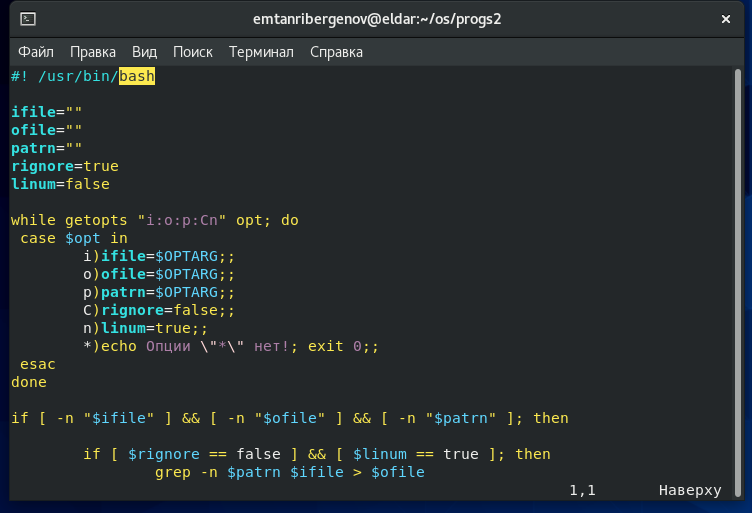 emtanribergenov@eldar:~/os/progs2
Файл Правка Вид Поиск Терминал Справка
#! /usr/bin/bash
ifile=""
ofile=""
patrn=""
rignore=true
linum=false
while getopts "i:o:p:Cn" opt; do
case $opt in
i)ifile=$OPTARG;;
o)ofile=$OPTARG;;
p)patrn=$OPTARG;;
C)rignore=false;;
n)linum=true;;
*)echo Опции \"*\" нет!; exit 0;;
esac
done
if [ -n "$ifile" ] && [ -n "$ofile" ] && [ -n "$patrn" ]; then
if [ $rignore == false ] && [ $linum == true ]; then
grep -n $patrn $ifile > $ofile
1,1 Наверху